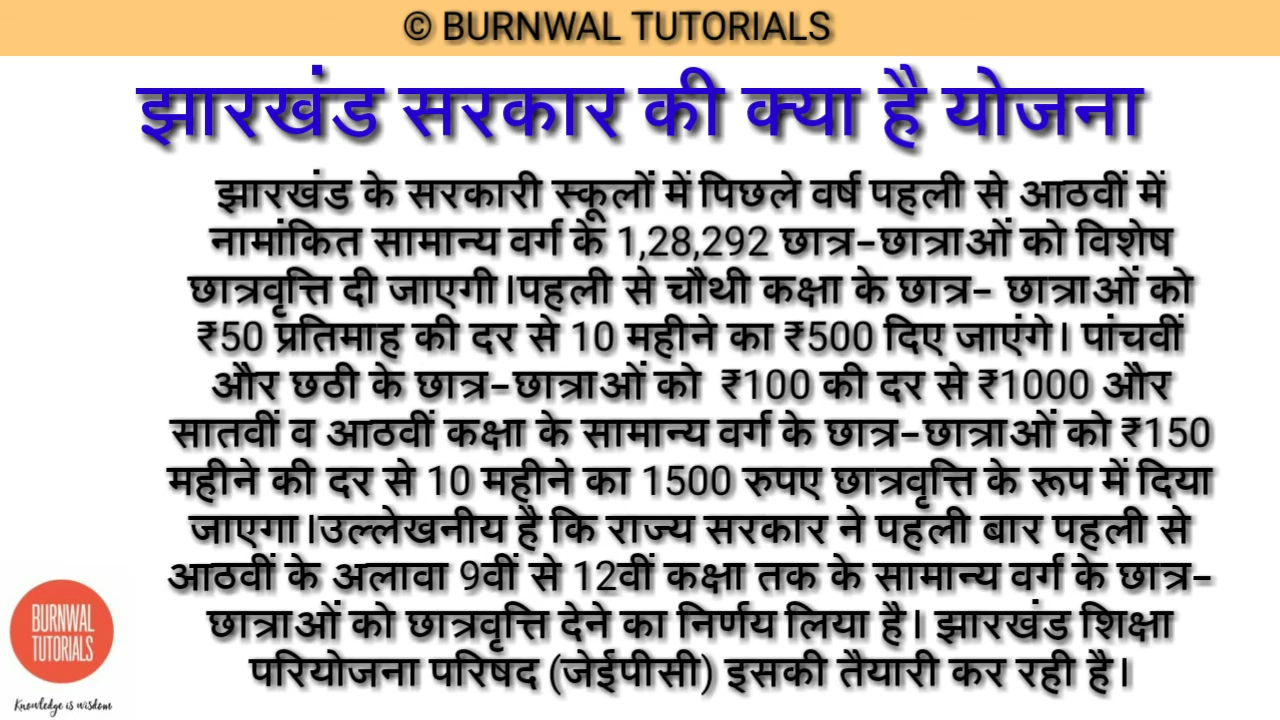 © BURNWAL TUTORIALS
झारखंड सरकार की क्या है योजना
झारखंड के सरकारी स्कूलों में पिछले वर्ष पहली से आठवीं में
नामांकित सामान्य वर्ग के 1,28,292 छात्र-छात्राओं को विशेष
छात्रवृत्ति दी जाएगी।पहली से चौथी कक्षा के छात्र- छात्राओं को
₹50 प्रतिमाह की दर से 10 महीने का ₹500 दिए जाएंगे। पांचवीं
और छठी के छात्र-छात्राओं को ₹100 की दर से ₹1000 और
सातवीं व आठवीं कक्षा के सामान्य वर्ग के छात्र-छात्राओं को ₹150
महीने की दर से 10 महीने का 1500 रुपए छात्रवृत्ति के रूप में दिया
जाएगा।उल्लेखनीय है कि राज्य सरकार ने पहली बार पहली से
आठवीं के अलावा 9वीं से 12वीं कक्षा तक के सामान्य वर्ग के छात्र-
छात्राओं को छात्रवृत्ति देने का निर्णय लिया है। झारखंड शिक्षा
परियोजना परिषद (जेईपीसी) इसकी तैयारी कर रही है।
BURNWAL
TUTORIALS
Knowledge is wisdom